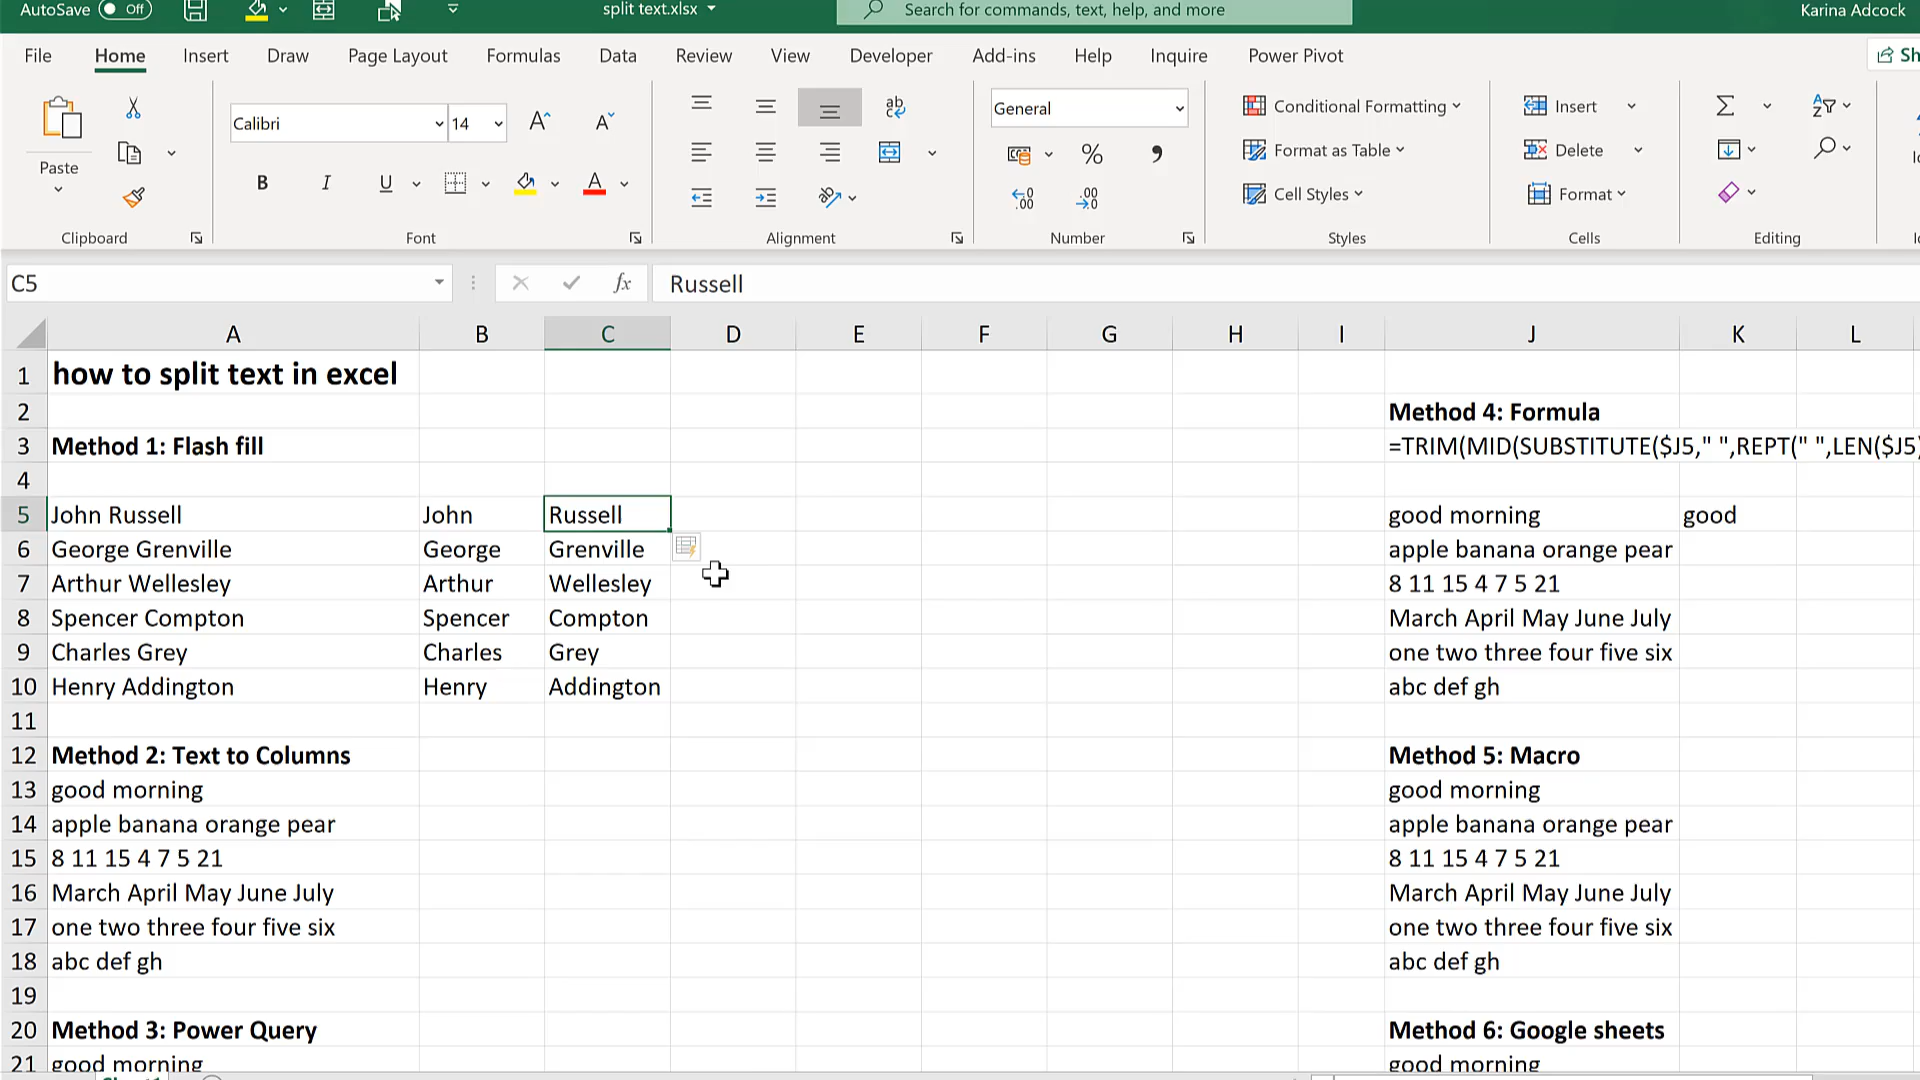 AutoSave Off split text.xlsx Search for commands, text, help, and more Karina Adcock
File Home Insert Draw Page Layout Formulas Data Review View Developer Add-ins Help Inquire Power Pivot Sh
Paste
Calibri 14
B I U A
ab
General
%
Conditional Formatting
Format as Table
Cell Styles
Insert
Delete
Format
Clipboard Font Alignment Number Styles Cells Editing
C5 fx Russell
A B C D E F G H I J K L
1 how to split text in excel
2 Method 4: Formula
3 Method 1: Flash fill =TRIM(MID(SUBSTITUTE($J5," ",REPT(" ",LEN($J5)
4
5 John Russell John Russell good morning good
6 George Grenville George Grenville apple banana orange pear
7 Arthur Wellesley Arthur Wellesley 8 11 15 4 7 5 21
8 Spencer Compton Spencer Compton March April May June July
9 Charles Grey Charles Grey one two three four five six
10 Henry Addington Henry Addington abc def gh
11
12 Method 2: Text to Columns Method 5: Macro
13 good morning good morning
14 apple banana orange pear apple banana orange pear
15 8 11 15 4 7 5 21 8 11 15 4 7 5 21
16 March April May June July March April May June July
17 one two three four five six one two three four five six
18 abc def gh abc def gh
19
20 Method 3: Power Query Method 6: Google sheets
21 good morning good morning